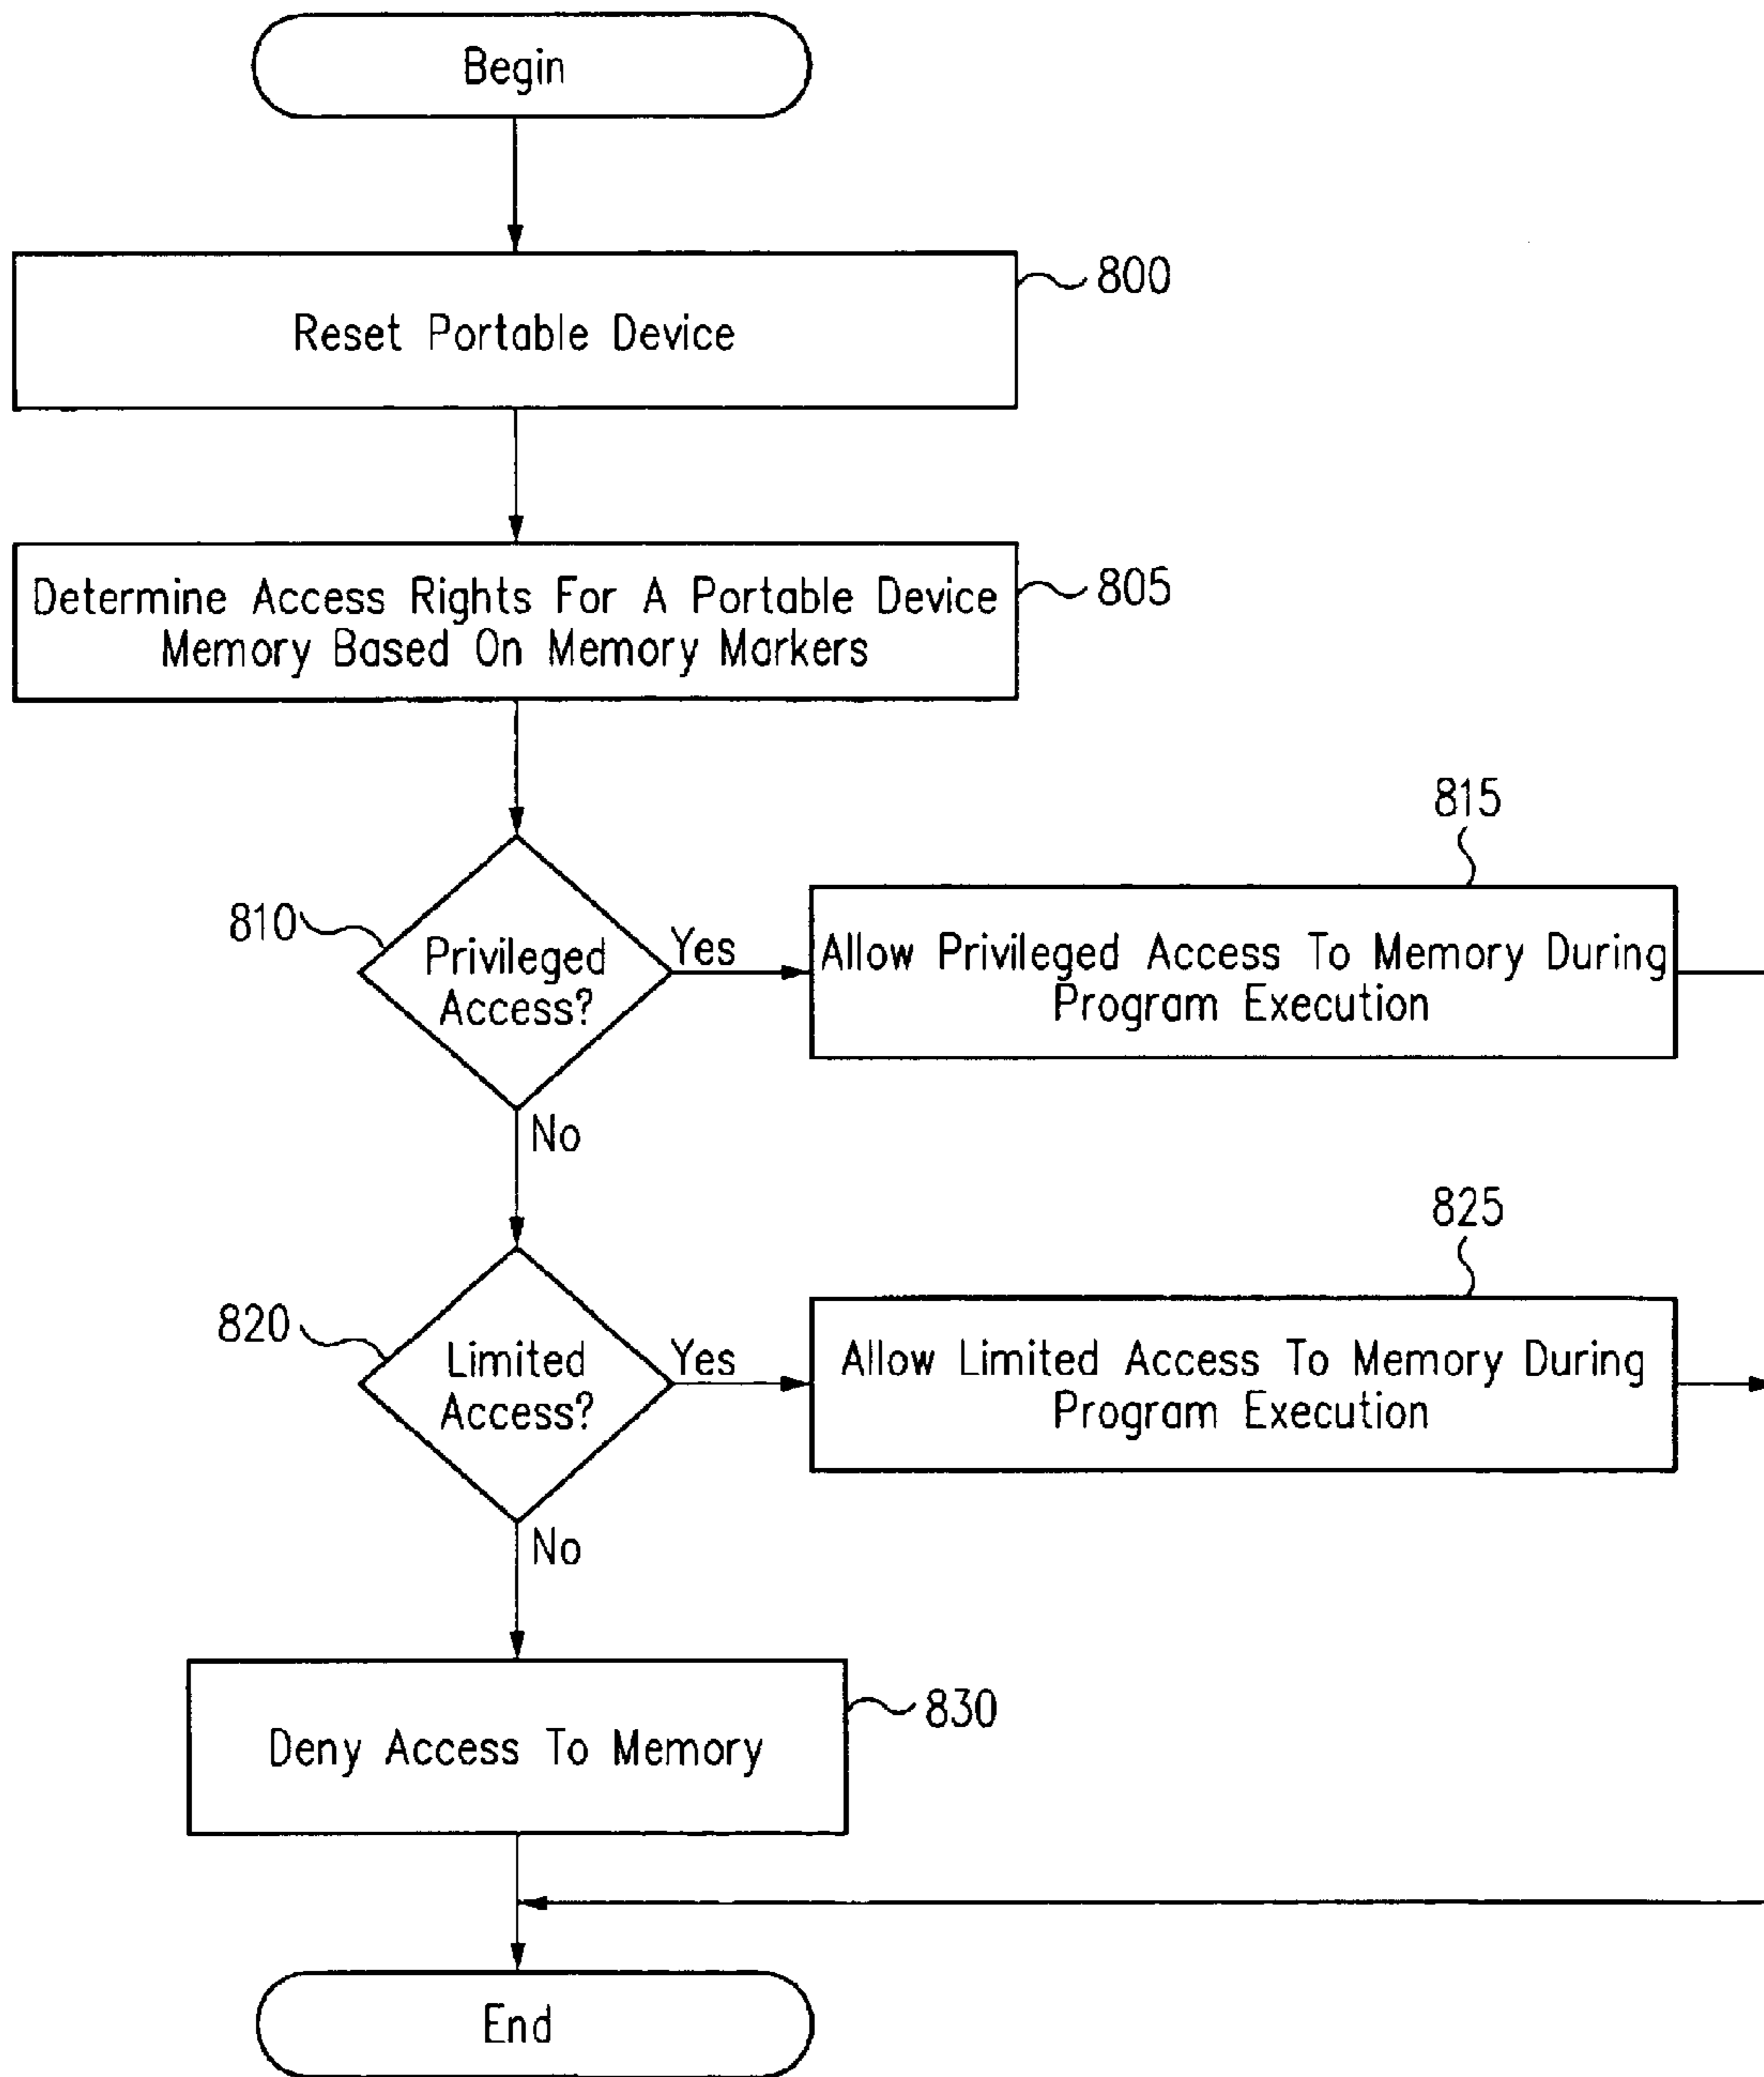 Begin
800
Reset Portable Device
805
Determine Access Rights For A Portable Device
Memory Based On Memory Markers
815
810
Privileged
Access?
Yes
Allow Privileged Access To Memory During
Program Execution
No
825
820
Limited
Access?
Yes
Allow Limited Access To Memory During
Program Execution
No
830
Deny Access To Memory
End